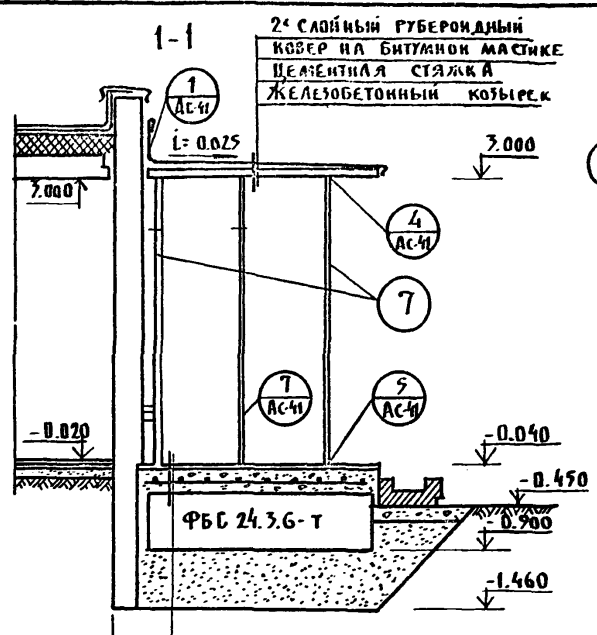 1-1
2х СЛОЙНЫЙ РУБЕРОИДНЫЙ
КОВЕР НА БИТУМНОЙ МАСТИКЕ
ЦЕМЕНТНАЯ СТЯЖКА
ЖЕЛЕЗОБЕТОННЫЙ КОЗЫРЕК
1
АС-41
i= 0.025
3.000
3.000
4
АС-41
7
7
АС-41
5
АС-41
-0.020
-0.040
-0.450
ФБС 24.3.6-Т
-0.900
-1.460